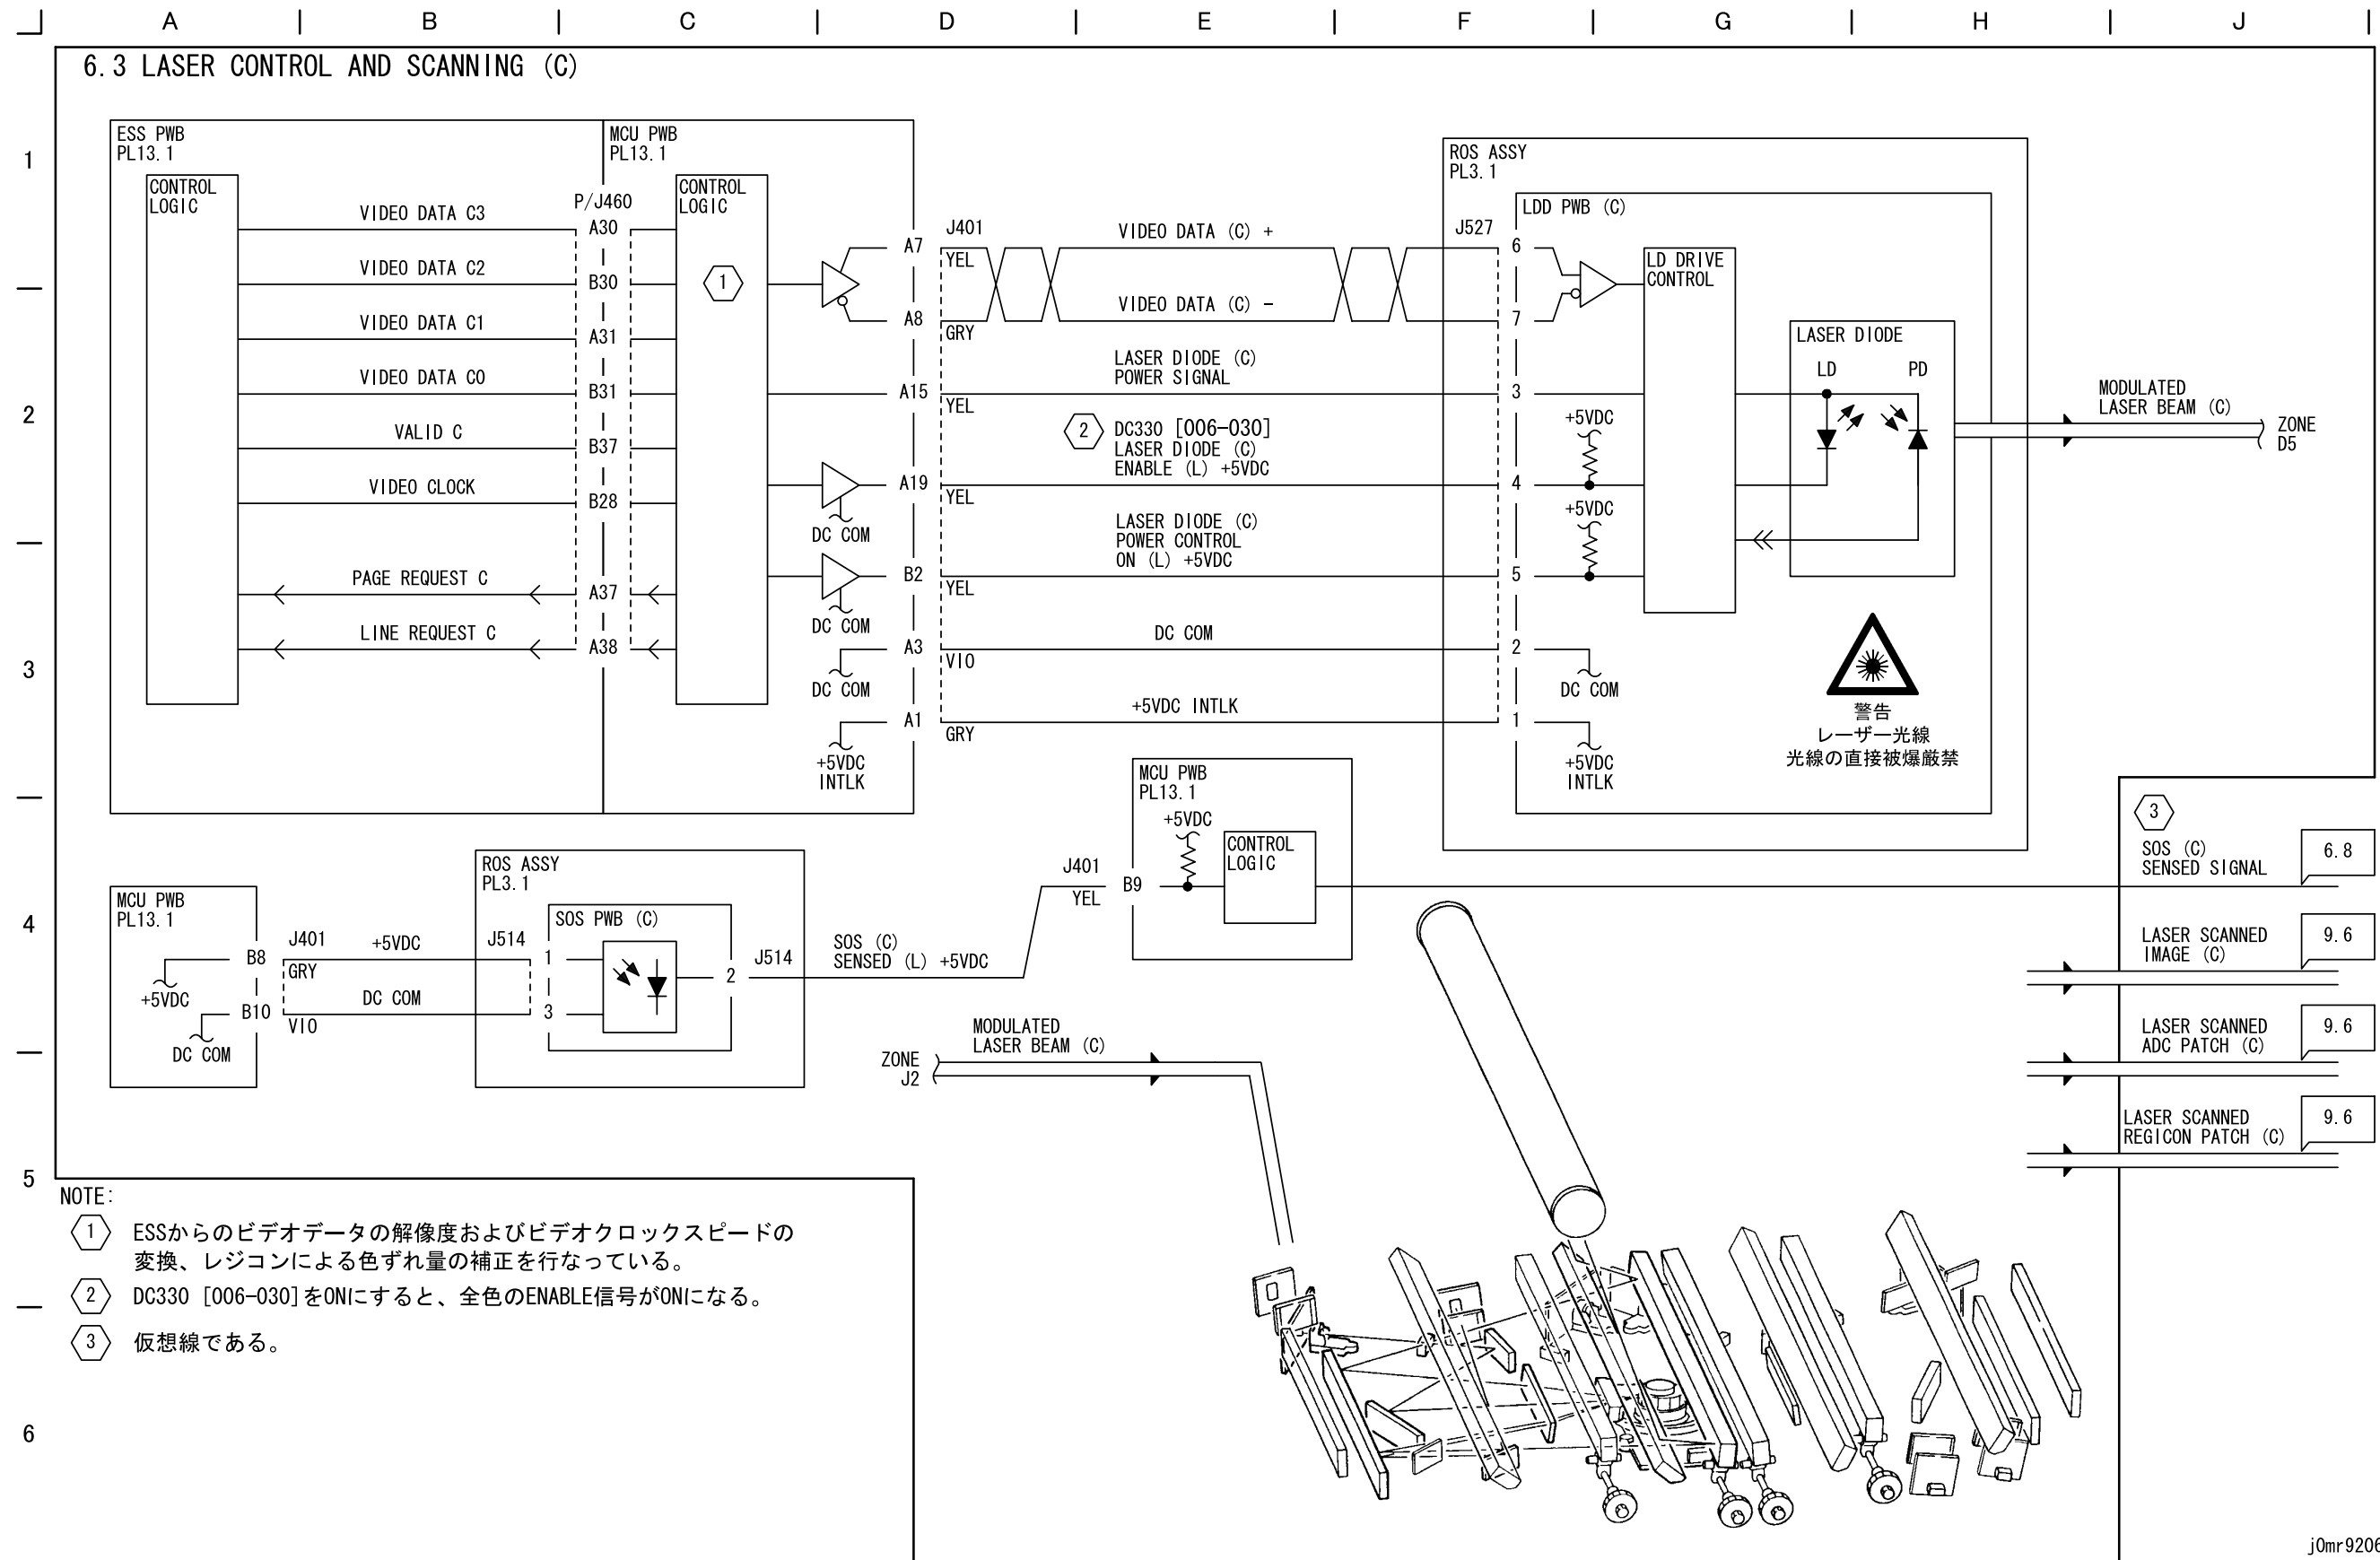 A B C D E F G H J
6.3 LASER CONTROL AND SCANNING (C)
1
2
3
4
5
6
ESS PWB
PL13.1
CONTROL
LOGIC
MCU PWB
PL13.1
P/J460
CONTROL
LOGIC
VIDEO DATA C3
A30
VIDEO DATA C2
B30
1
VIDEO DATA C1
A31
VIDEO DATA C0
B31
VALID C
B37
VIDEO CLOCK
B28
PAGE REQUEST C
A37
LINE REQUEST C
A38
A7
J401
YEL
A8
GRY
A15
YEL
A19
YEL
DC COM
B2
YEL
DC COM
A3
VIO
DC COM
A1
GRY
+5VDC
INTLK
VIDEO DATA (C) +
VIDEO DATA (C) -
LASER DIODE (C)
POWER SIGNAL
2
DC330 [006-030]
LASER DIODE (C)
ENABLE (L) +5VDC
LASER DIODE (C)
POWER CONTROL
ON (L) +5VDC
DC COM
+5VDC INTLK
ROS ASSY
PL3.1
LDD PWB (C)
J527
6
7
3
4
5
2
1
+5VDC
+5VDC
DC COM
+5VDC
INTLK
LD DRIVE
CONTROL
LASER DIODE
LD
PD
MODULATED
LASER BEAM (C)
ZONE
D5
警告
レーザー光線
光線の直接被爆厳禁
MCU PWB
PL13.1
B8
+5VDC
B10
DC COM
J401
GRY
VIO
+5VDC
DC COM
J514
ROS ASSY
PL3.1
SOS PWB (C)
1
3
2
J514
SOS (C)
SENSED (L) +5VDC
J401
YEL
MCU PWB
PL13.1
+5VDC
B9
CONTROL
LOGIC
MODULATED
LASER BEAM (C)
ZONE
J2
3
SOS (C)
SENSED SIGNAL
6.8
LASER SCANNED
IMAGE (C)
9.6
LASER SCANNED
ADC PATCH (C)
9.6
LASER SCANNED
REGICON PATCH (C)
9.6
NOTE:
1 ESSからのビデオデータの解像度およびビデオクロックスピードの
変換、レジコンによる色ずれ量の補正を行なっている。
2 DC330 [006-030]をONにすると、全色のENABLE信号がONになる。
3 仮想線である。